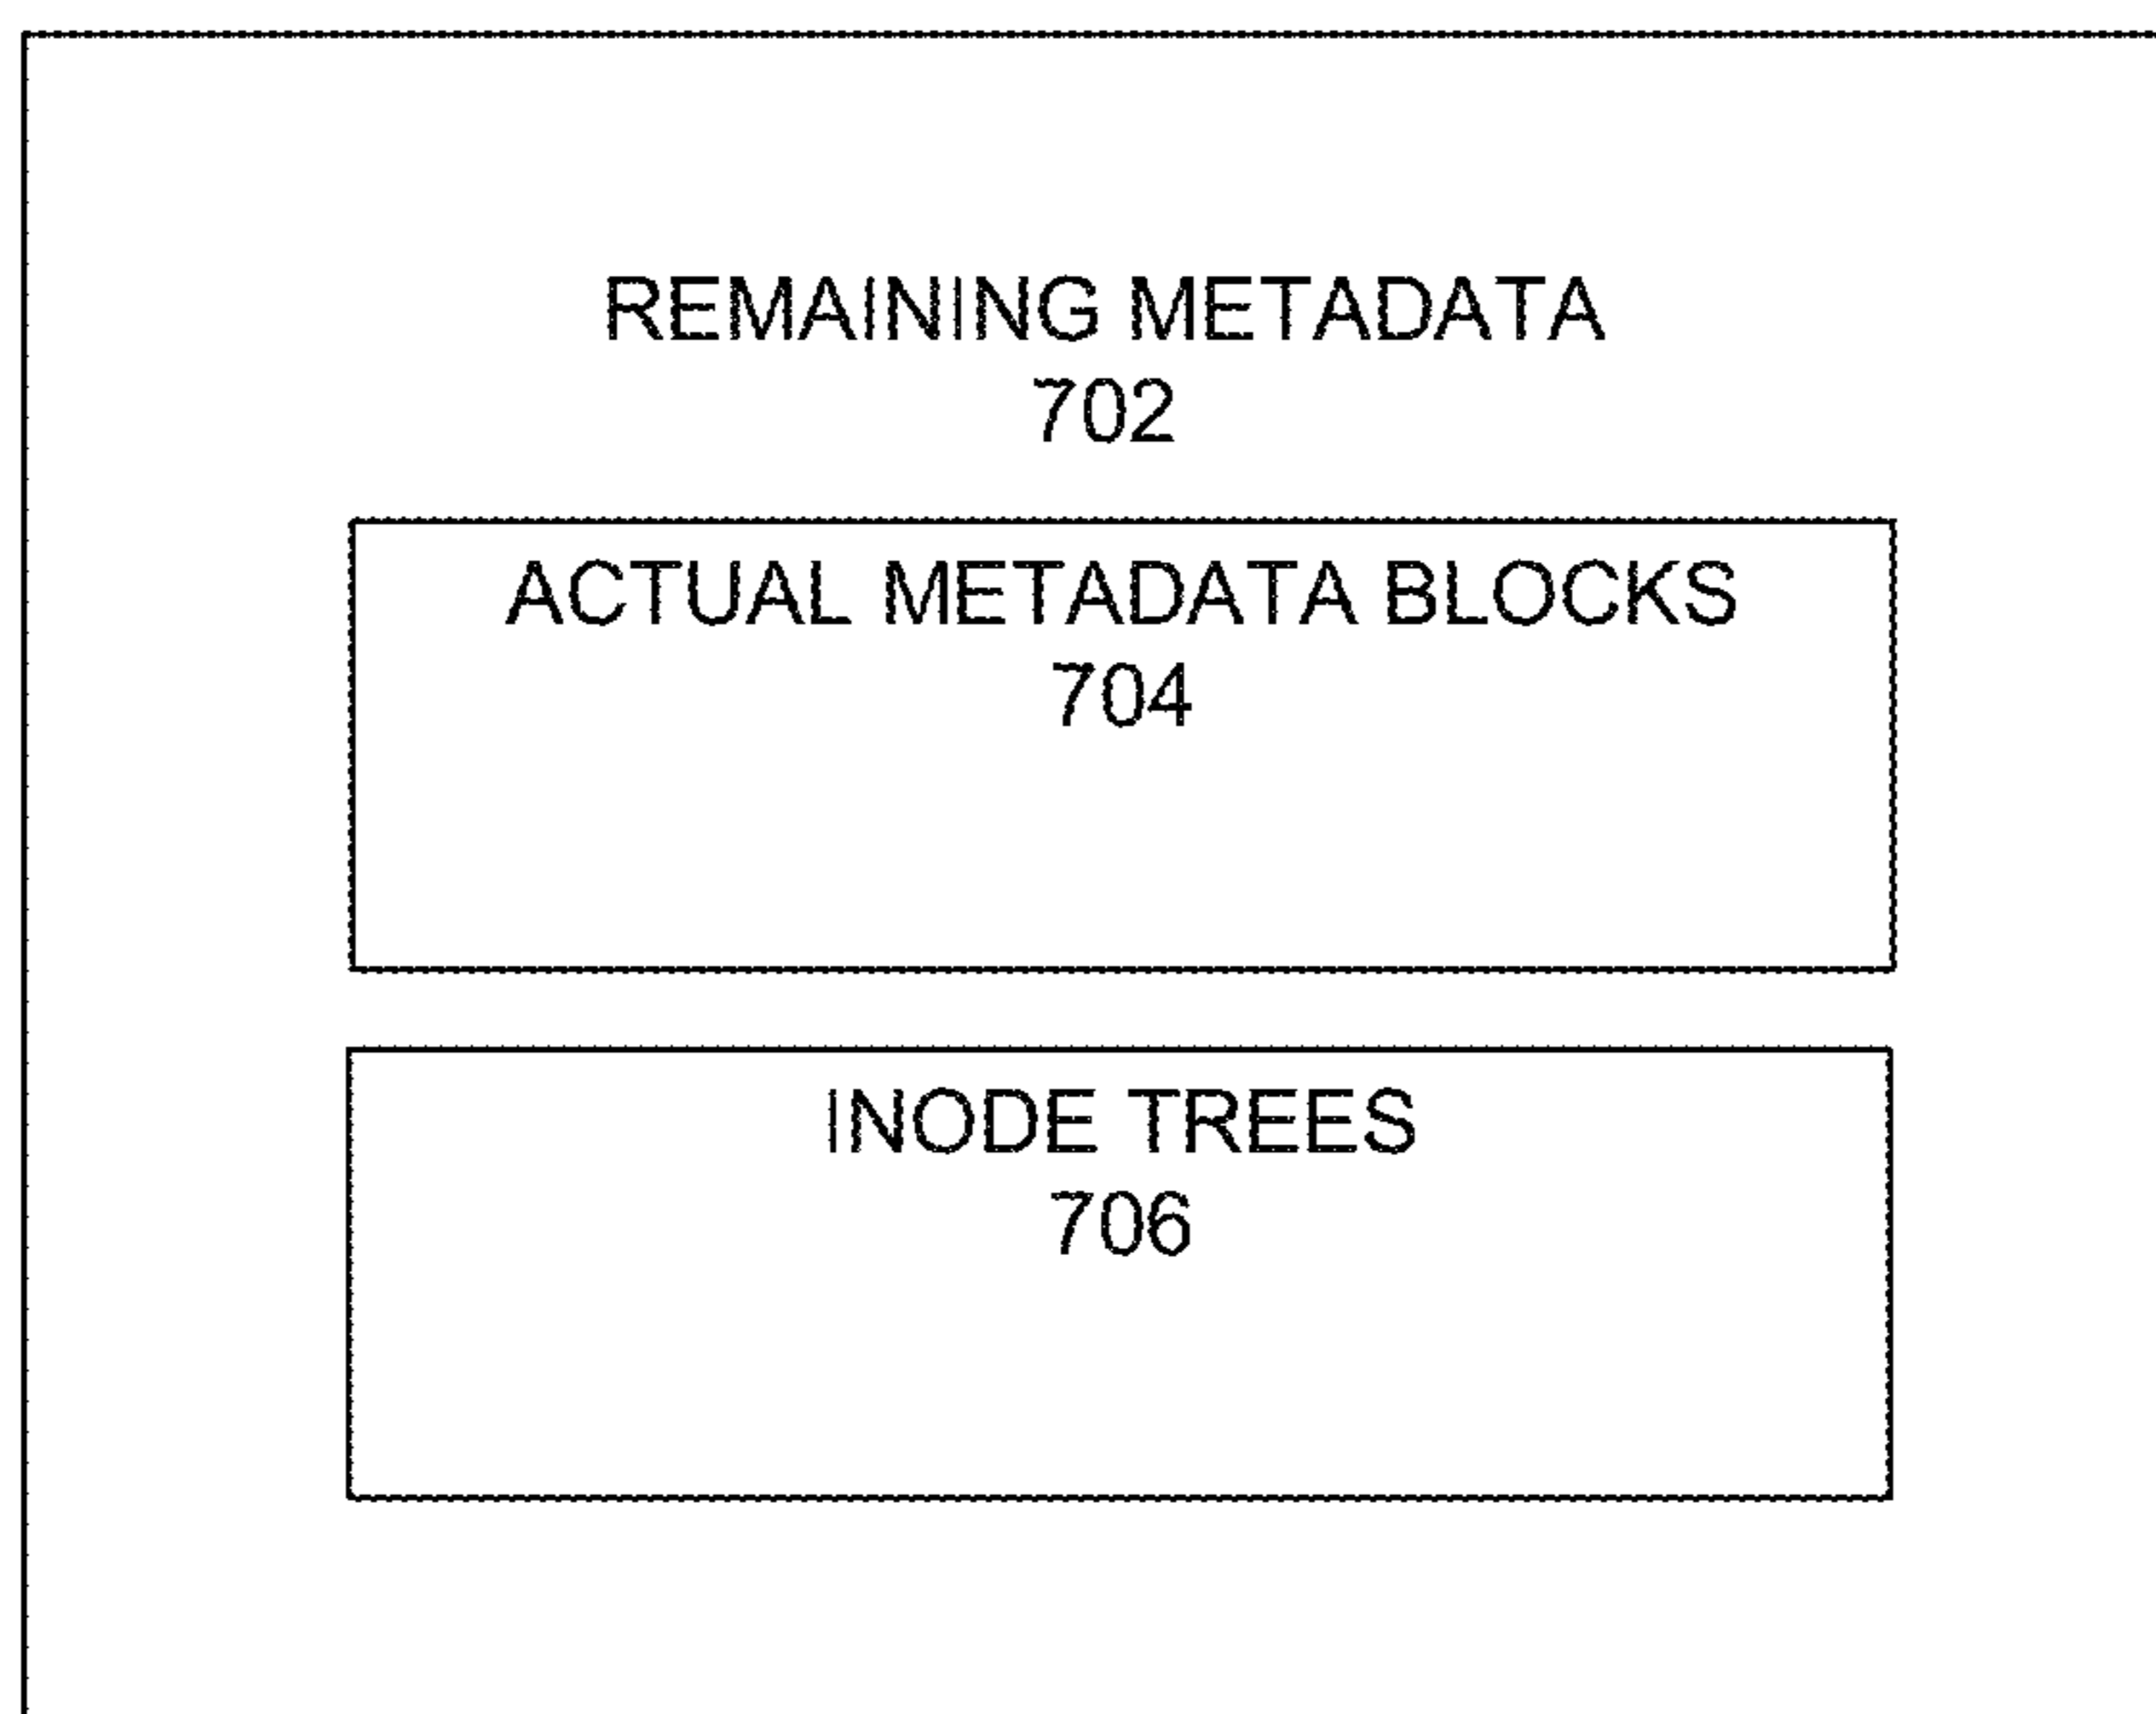 REMAINING METADATA
702
ACTUAL METADATA BLOCKS
704
INODE TREES
706